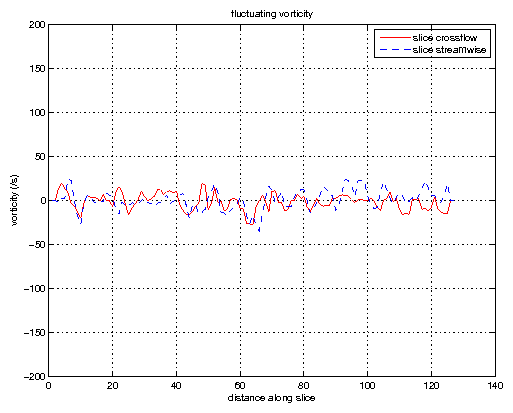 fluctuating vorticity
slice crossflow
slice streamwise
vorticity (/s)
200
150
100
50
0
−50
−100
−150
−200
0 20 40 60 80 100 120 140
distance along slice